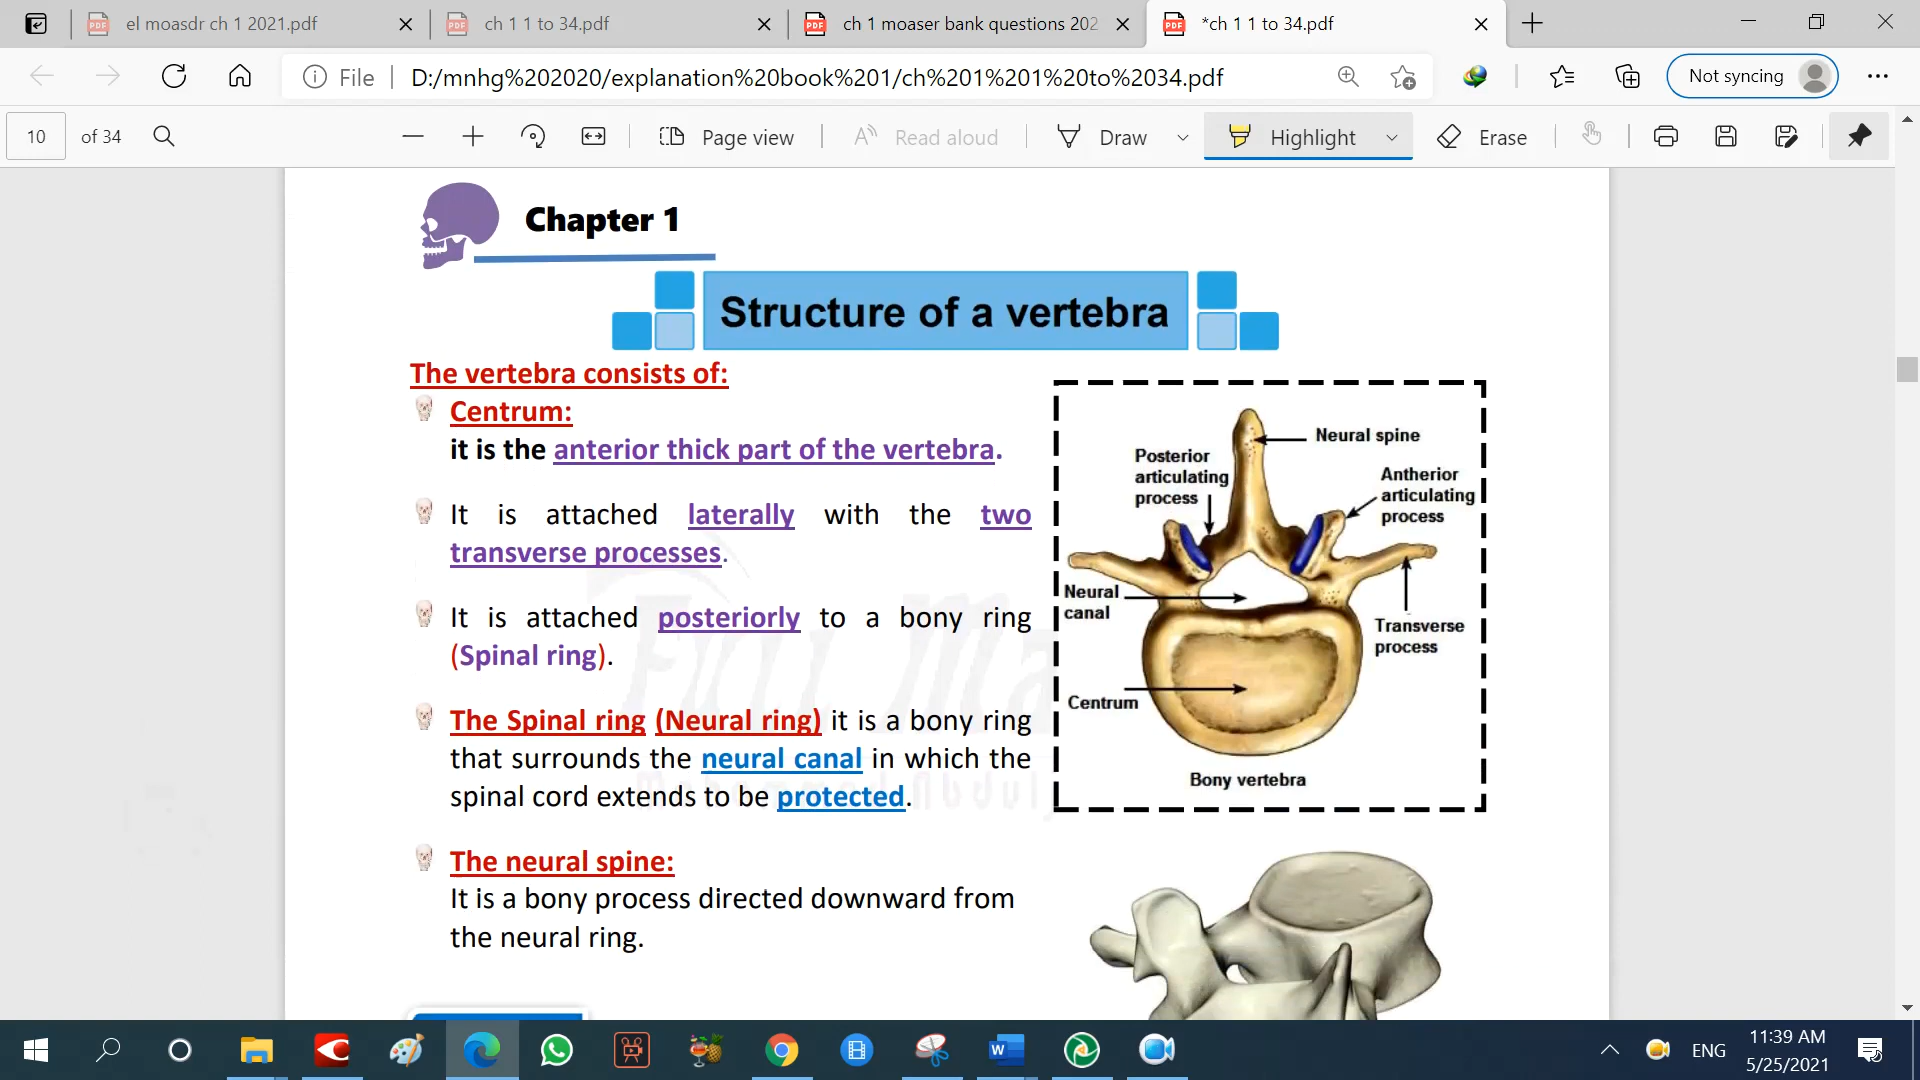 el moasdr ch 1 2021.pdf
ch 1 1 to 34.pdf
ch 1 moaser bank questions 202
*ch 1 1 to 34.pdf
File
D:/mnhg%202020/explanation%20book%201/ch%201%201%20to%2034.pdf
Not syncing
10 of 34
Page view
Read aloud
Draw
Highlight
Erase
Chapter 1
Structure of a vertebra
The vertebra consists of:
Centrum:
it is the anterior thick part of the vertebra.
It is attached laterally with the two
transverse processes.
It is attached posteriorly to a bony ring
(Spinal ring).
The Spinal ring (Neural ring) it is a bony ring
that surrounds the neural canal in which the
spinal cord extends to be protected.
The neural spine:
It is a bony process directed downward from
the neural ring.
Neural spine
Posterior
articulating
process
Antherior
articulating
process
Neural
canal
Transverse
process
Centrum
Bony vertebra
ENG
11:39 AM
5/25/2021